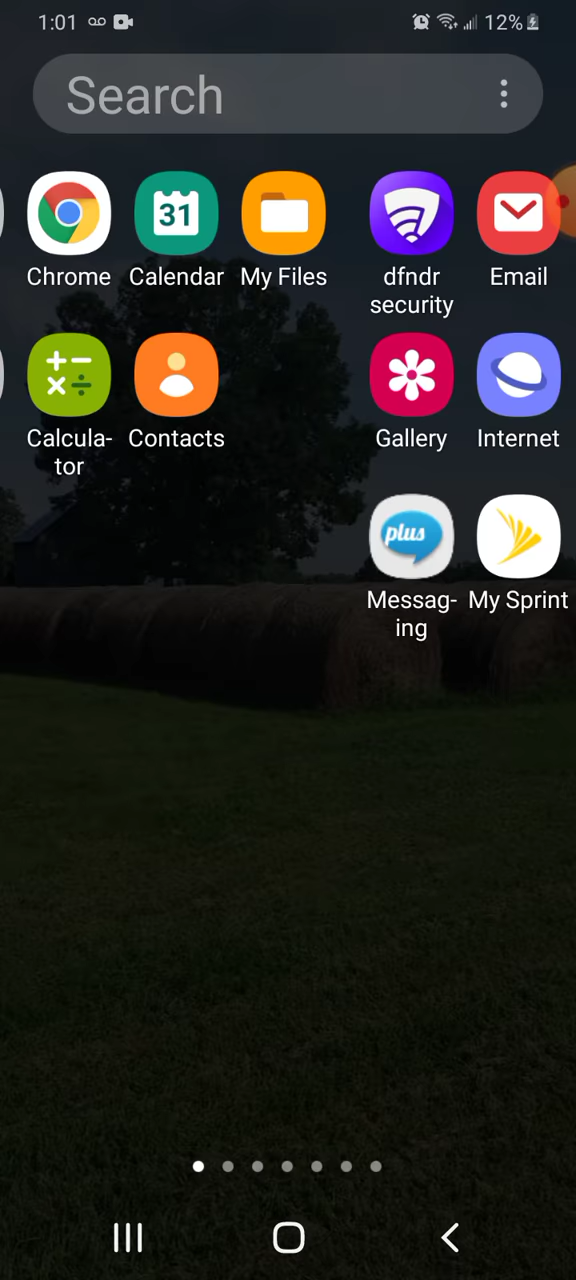 1:01
12%
Search
31
Chrome Calendar My Files dfndr Email
security
Calcula- Contacts Gallery Internet
tor
plus
Messag- My Sprint
ing